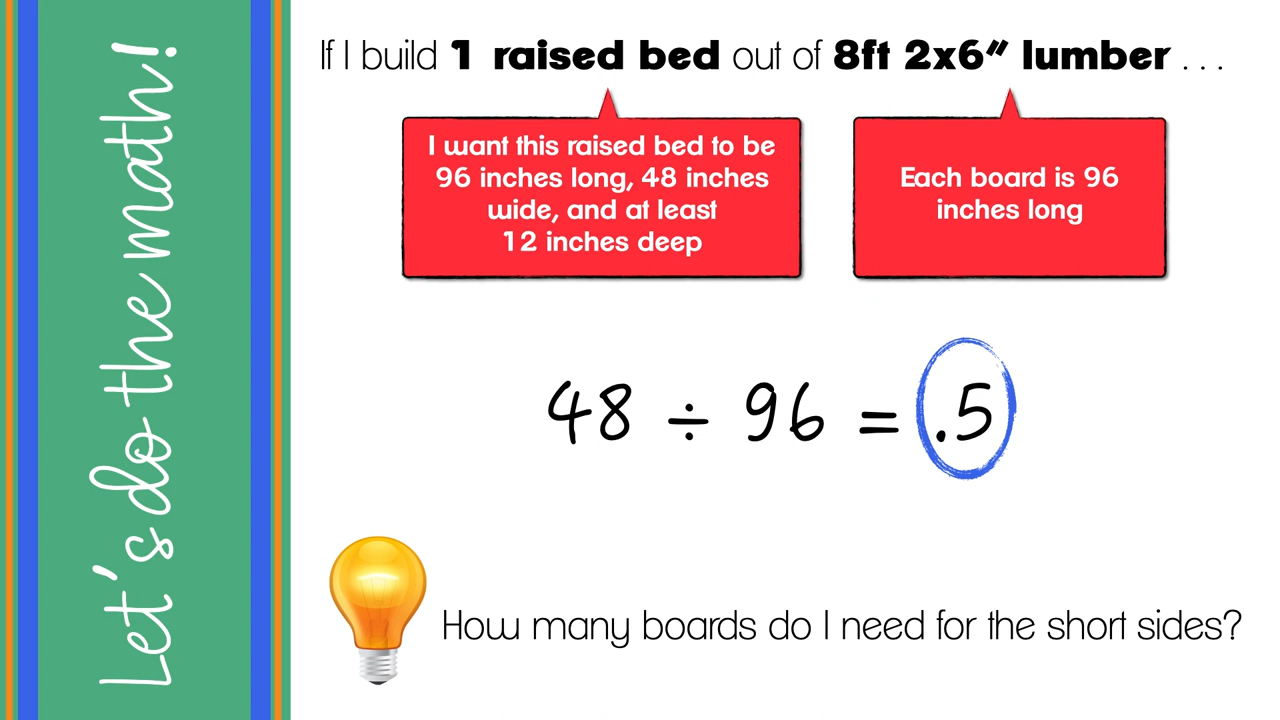 Let's do the math!
If I build 1 raised bed out of 8ft 2x6” lumber . . .
I want this raised bed to be
96 inches long, 48 inches
wide, and at least
12 inches deep
Each board is 96
inches long
48 ÷ 96 = .5
How many boards do I need for the short sides?